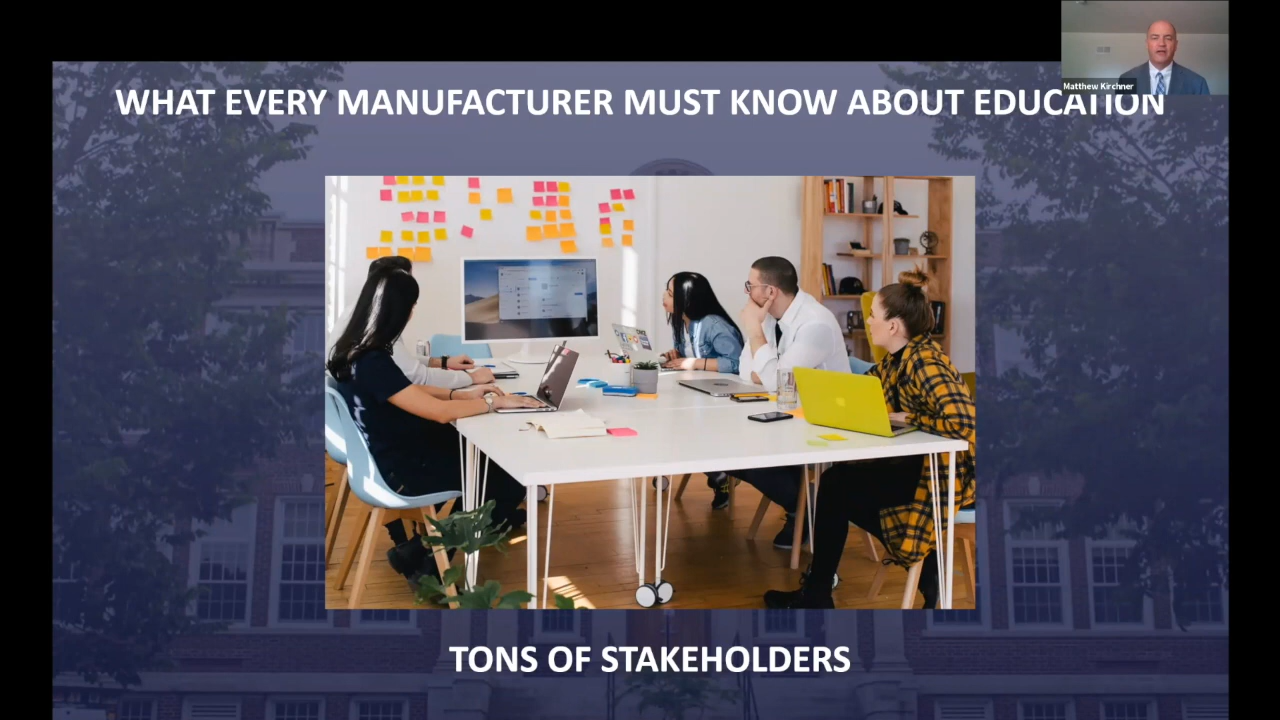 WHAT EVERY MANUFACTURER MUST KNOW ABOUT EDUCATION
Matthew Kirchner
TONS OF STAKEHOLDERS